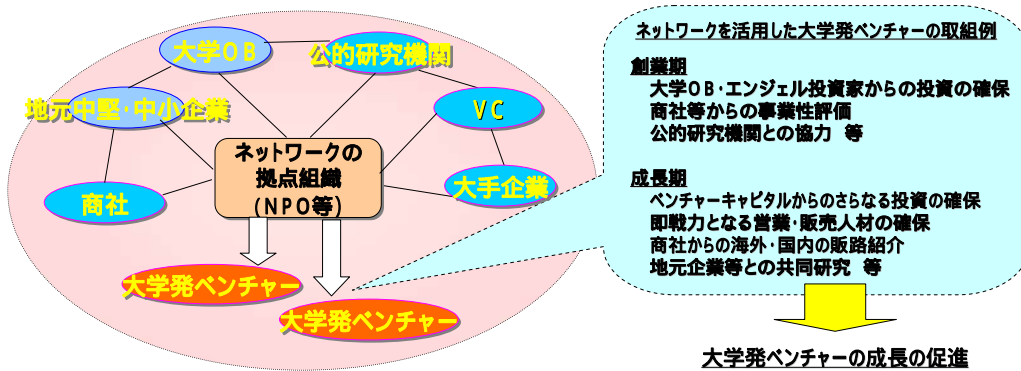 大学OB
公的研究機関
地元中堅・中小企業
VC
ネットワークの
拠点組織
(NPO等)
大手企業
商社
大学発ベンチャー
大学発ベンチャー
ネットワークを活用した大学発ベンチャーの取組例
創業期
大学OB・エンジェル投資家からの投資の確保
商社等からの事業性評価
公的研究機関との協力 等
成長期
ベンチャーキャピタルからのさらなる投資の確保
即戦力となる営業・販売人材の確保
商社からの海外・国内の販路紹介
地元企業等との共同研究 等
大学発ベンチャーの成長の促進